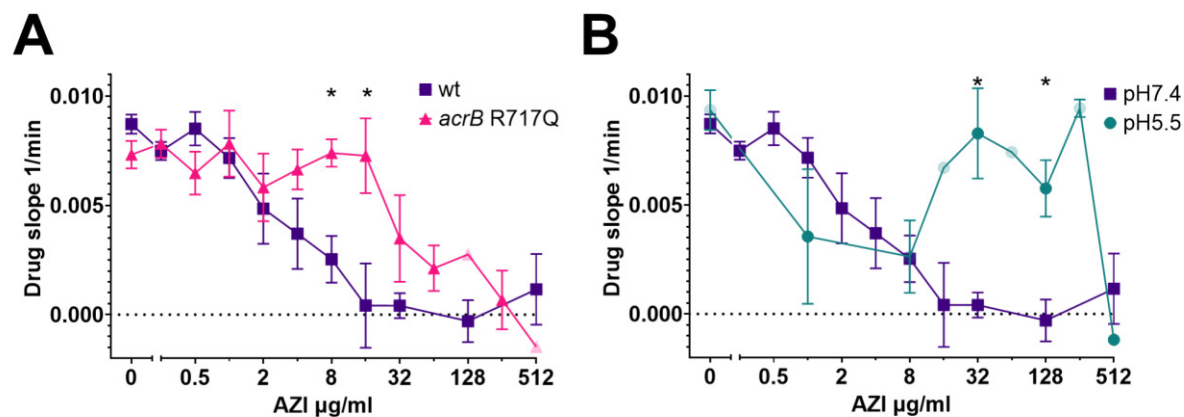 A
B
Drug slope 1/min
0.010
0.005
0.000
* *
wt
acrB R717Q
0 0.5 2 8 32 128 512
AZI µg/ml
Drug slope 1/min
0.010
0.005
0.000
* *
pH7.4
pH5.5
0 0.5 2 8 32 128 512
AZI µg/ml